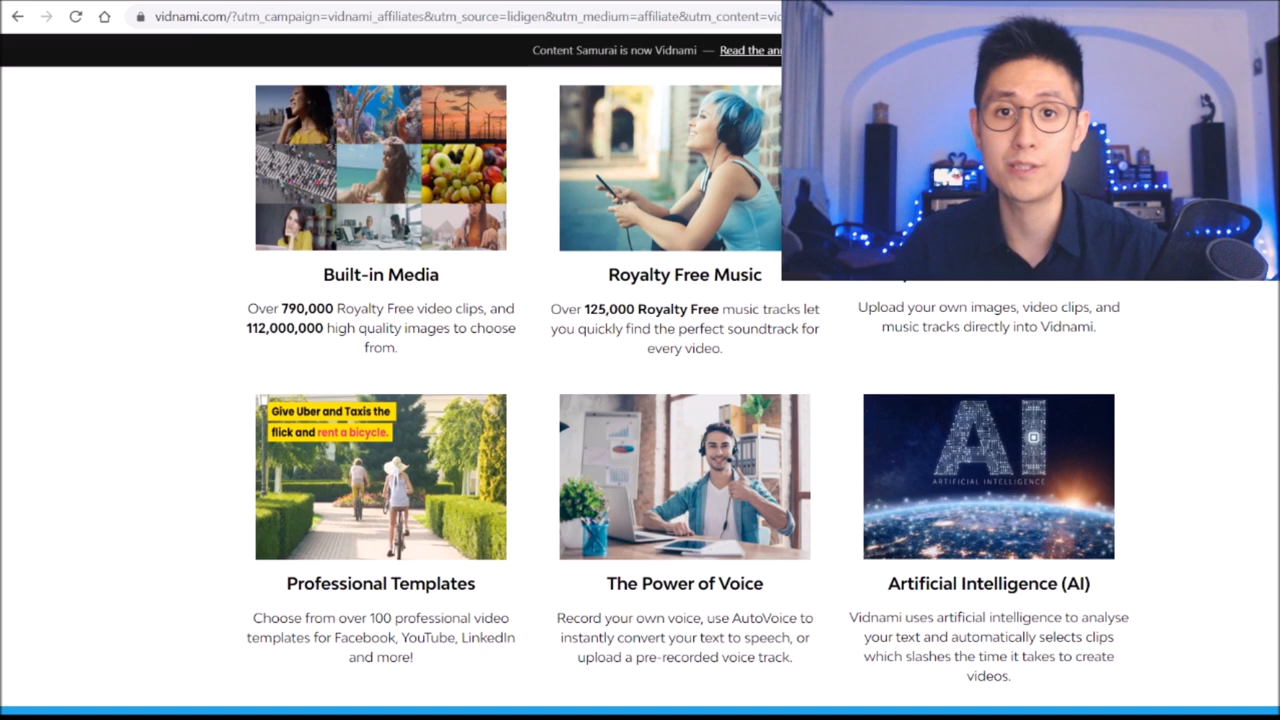 vidnami.com/?utm_campaign=vidnami_affiliates&utm_source=lidigen&utm_medium=affiliate&utm_content=vid
Content Samurai is now Vidnami — Read the
Built-in Media
Over 790,000 Royalty Free video clips, and
112,000,000 high quality images to choose
from.
Royalty Free Music
Over 125,000 Royalty Free music tracks let
you quickly find the perfect soundtrack for
every video.
Upload your own images, video clips, and
music tracks directly into Vidnami.
Give Uber and Taxis the
flick and rent a bicycle.
Professional Templates
Choose from over 100 professional video
templates for Facebook, YouTube, LinkedIn
and more!
The Power of Voice
Record your own voice, use AutoVoice to
instantly convert your text to speech, or
upload a pre-recorded voice track.
AI
ARTIFICIAL INTELLIGENCE
Artificial Intelligence (AI)
Vidnami uses artificial intelligence to analyse
your text and automatically selects clips
which slashes the time it takes to create
videos.